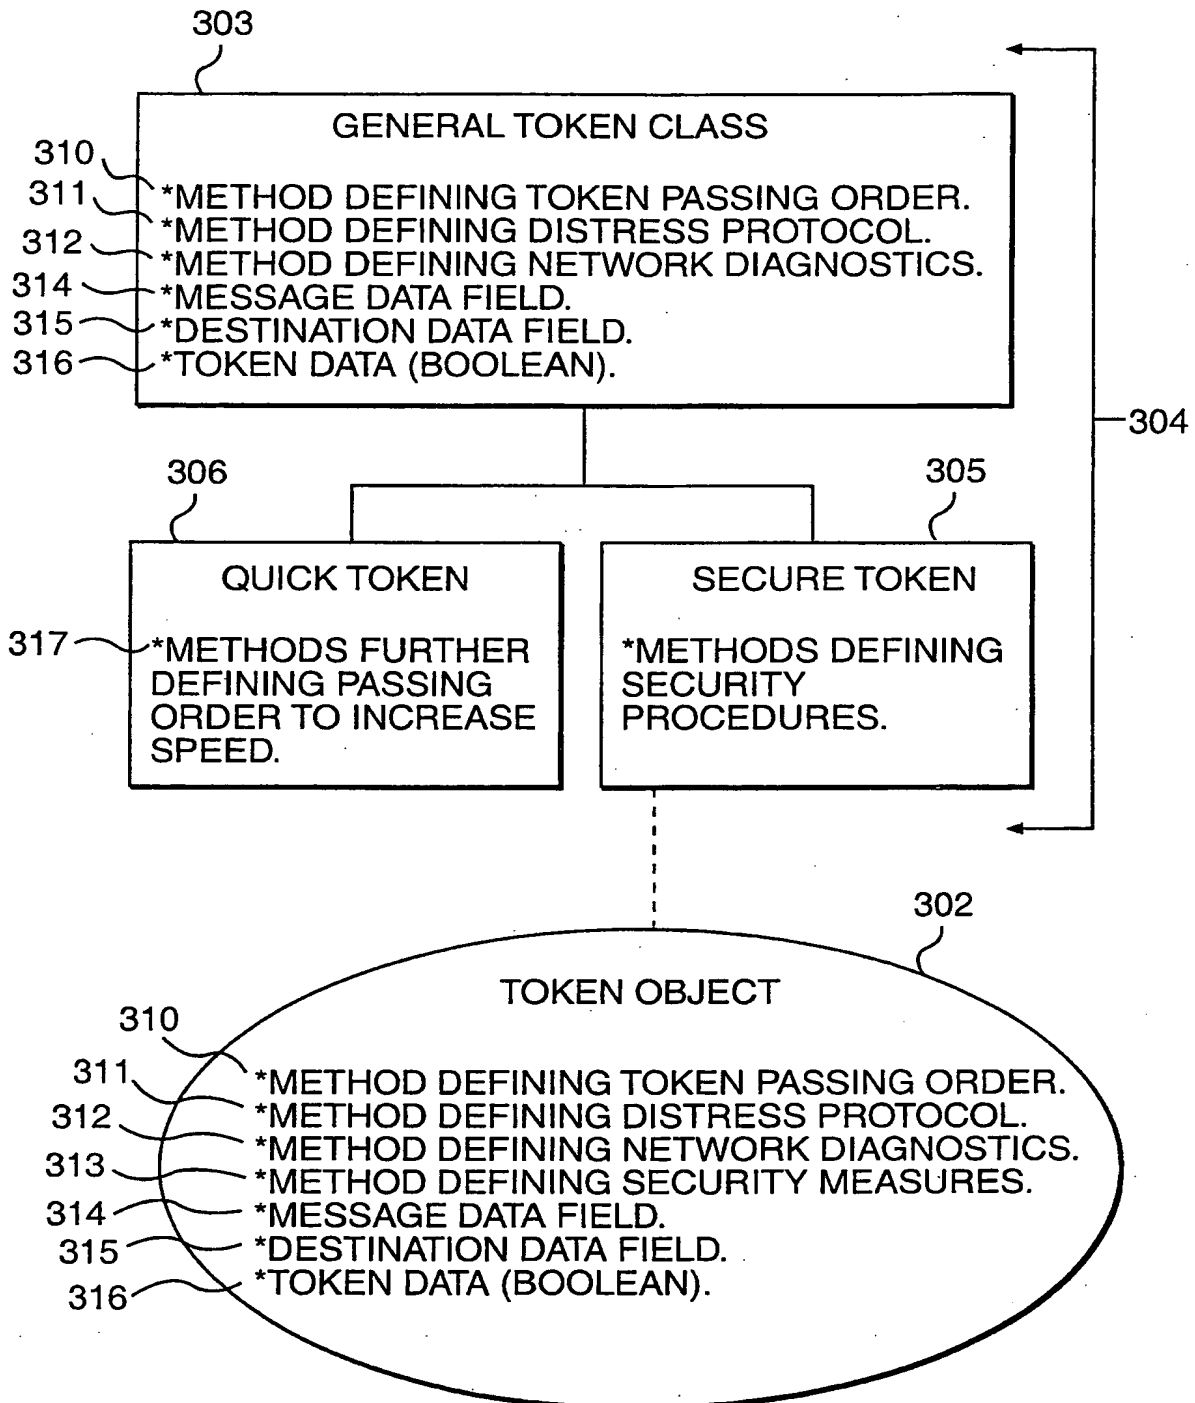 303
GENERAL TOKEN CLASS
310
*METHOD DEFINING TOKEN PASSING ORDER.
311
*METHOD DEFINING DISTRESS PROTOCOL.
312
*METHOD DEFINING NETWORK DIAGNOSTICS.
314
*MESSAGE DATA FIELD.
315
*DESTINATION DATA FIELD.
316
*TOKEN DATA (BOOLEAN).
304
306
QUICK TOKEN
317
*METHODS FURTHER
DEFINING PASSING
ORDER TO INCREASE
SPEED.
305
SECURE TOKEN
*METHODS DEFINING
SECURITY
PROCEDURES.
302
TOKEN OBJECT
310
*METHOD DEFINING TOKEN PASSING ORDER.
311
*METHOD DEFINING DISTRESS PROTOCOL.
312
*METHOD DEFINING NETWORK DIAGNOSTICS.
313
*METHOD DEFINING SECURITY MEASURES.
314
*MESSAGE DATA FIELD.
315
*DESTINATION DATA FIELD.
316
*TOKEN DATA (BOOLEAN).